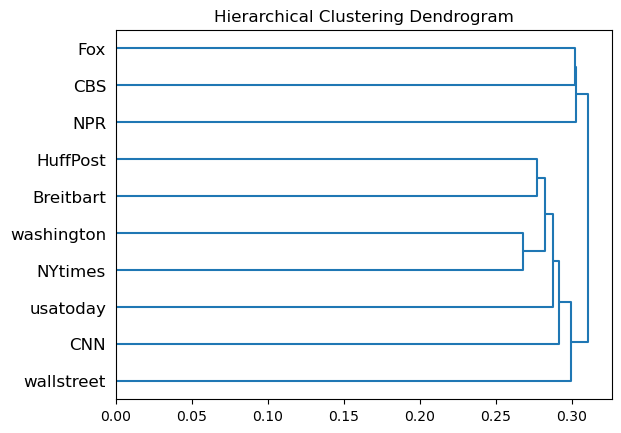 Hierarchical Clustering Dendrogram
Fox
CBS
NPR
HuffPost
Breitbart
washington
NYtimes
usatoday
CNN
wallstreet
0.00 0.05 0.10 0.15 0.20 0.25 0.30